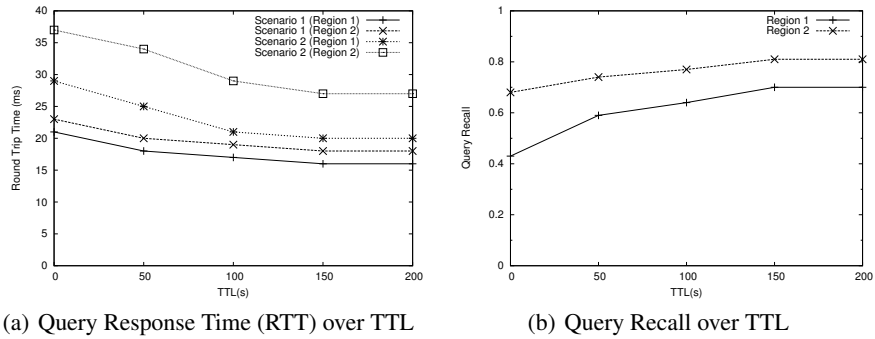 40
35
30
25
20
15
10
5
0
Round Trip Time (ms)
Scenario 1 (Region 1)
Scenario 1 (Region 2)
Scenario 2 (Region 1)
Scenario 2 (Region 2)
0 50 100 150 200
TTL(s)
(a) Query Response Time (RTT) over TTL
1
0.8
0.6
0.4
0.2
0
Query Recall
Region 1
Region 2
0 50 100 150 200
TTL(s)
(b) Query Recall over TTL